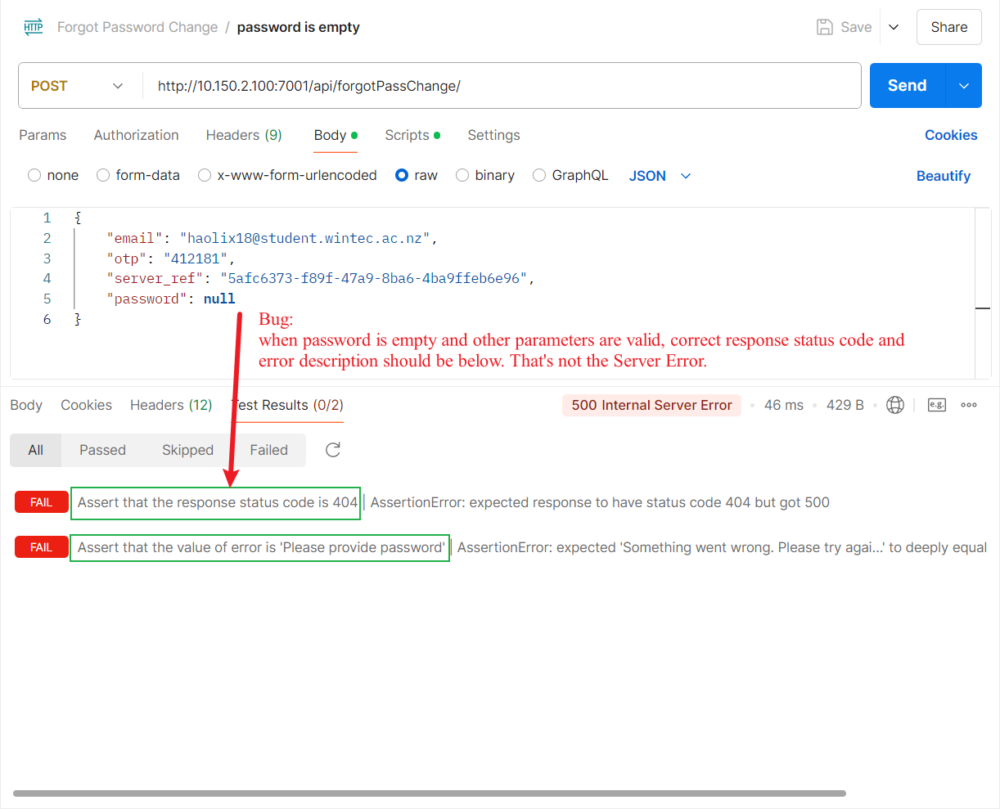 HTTP Forgot Password Change / password is empty Save Share
POST http://10.150.2.100:7001/api/forgotPassChange/ Send
Params Authorization Headers (9) Body Scripts Settings Cookies
none form-data x-www-form-urlencoded raw binary GraphQL JSON Beautify
1 {
2 "email": "haolix18@student.wintec.ac.nz",
3 "otp": "412181",
4 "server_ref": "5afc6373-f89f-47a9-8ba6-4ba9ffeb6e96",
5 "password": null
6 }
Bug:
when password is empty and other parameters are valid, correct response status code and
error description should be below. That's not the Server Error.
Body Cookies Headers (12) Test Results (0/2) 500 Internal Server Error 46 ms 429 B e.g.
All Passed Skipped Failed
FAIL Assert that the response status code is 404 | AssertionError: expected response to have status code 404 but got 500
FAIL Assert that the value of error is 'Please provide password' | AssertionError: expected 'Something went wrong. Please try agai...' to deeply equal